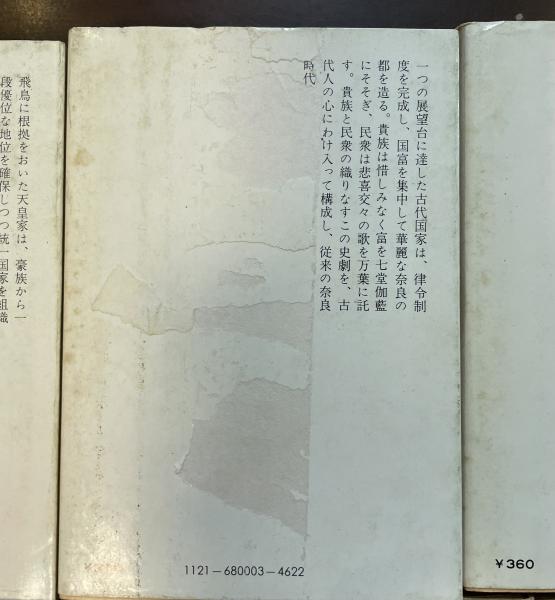 一つの展望台に達した古代国家は、律令制
度を完成し、国富を集中して華麗な奈良の
都を造る。貴族は惜しみなく富を七堂伽藍
にそそぎ、民衆は悲喜交々の歌を万葉に託
す。貴族と民衆の織りなすこの史劇を、古
代人の心にわけ入って構成し、従来の奈良
時代
飛鳥に根拠をおいた天皇家は、豪族から一
段優位な地位を確保しつつ統一国家を組織
1121－680003－4622
¥360